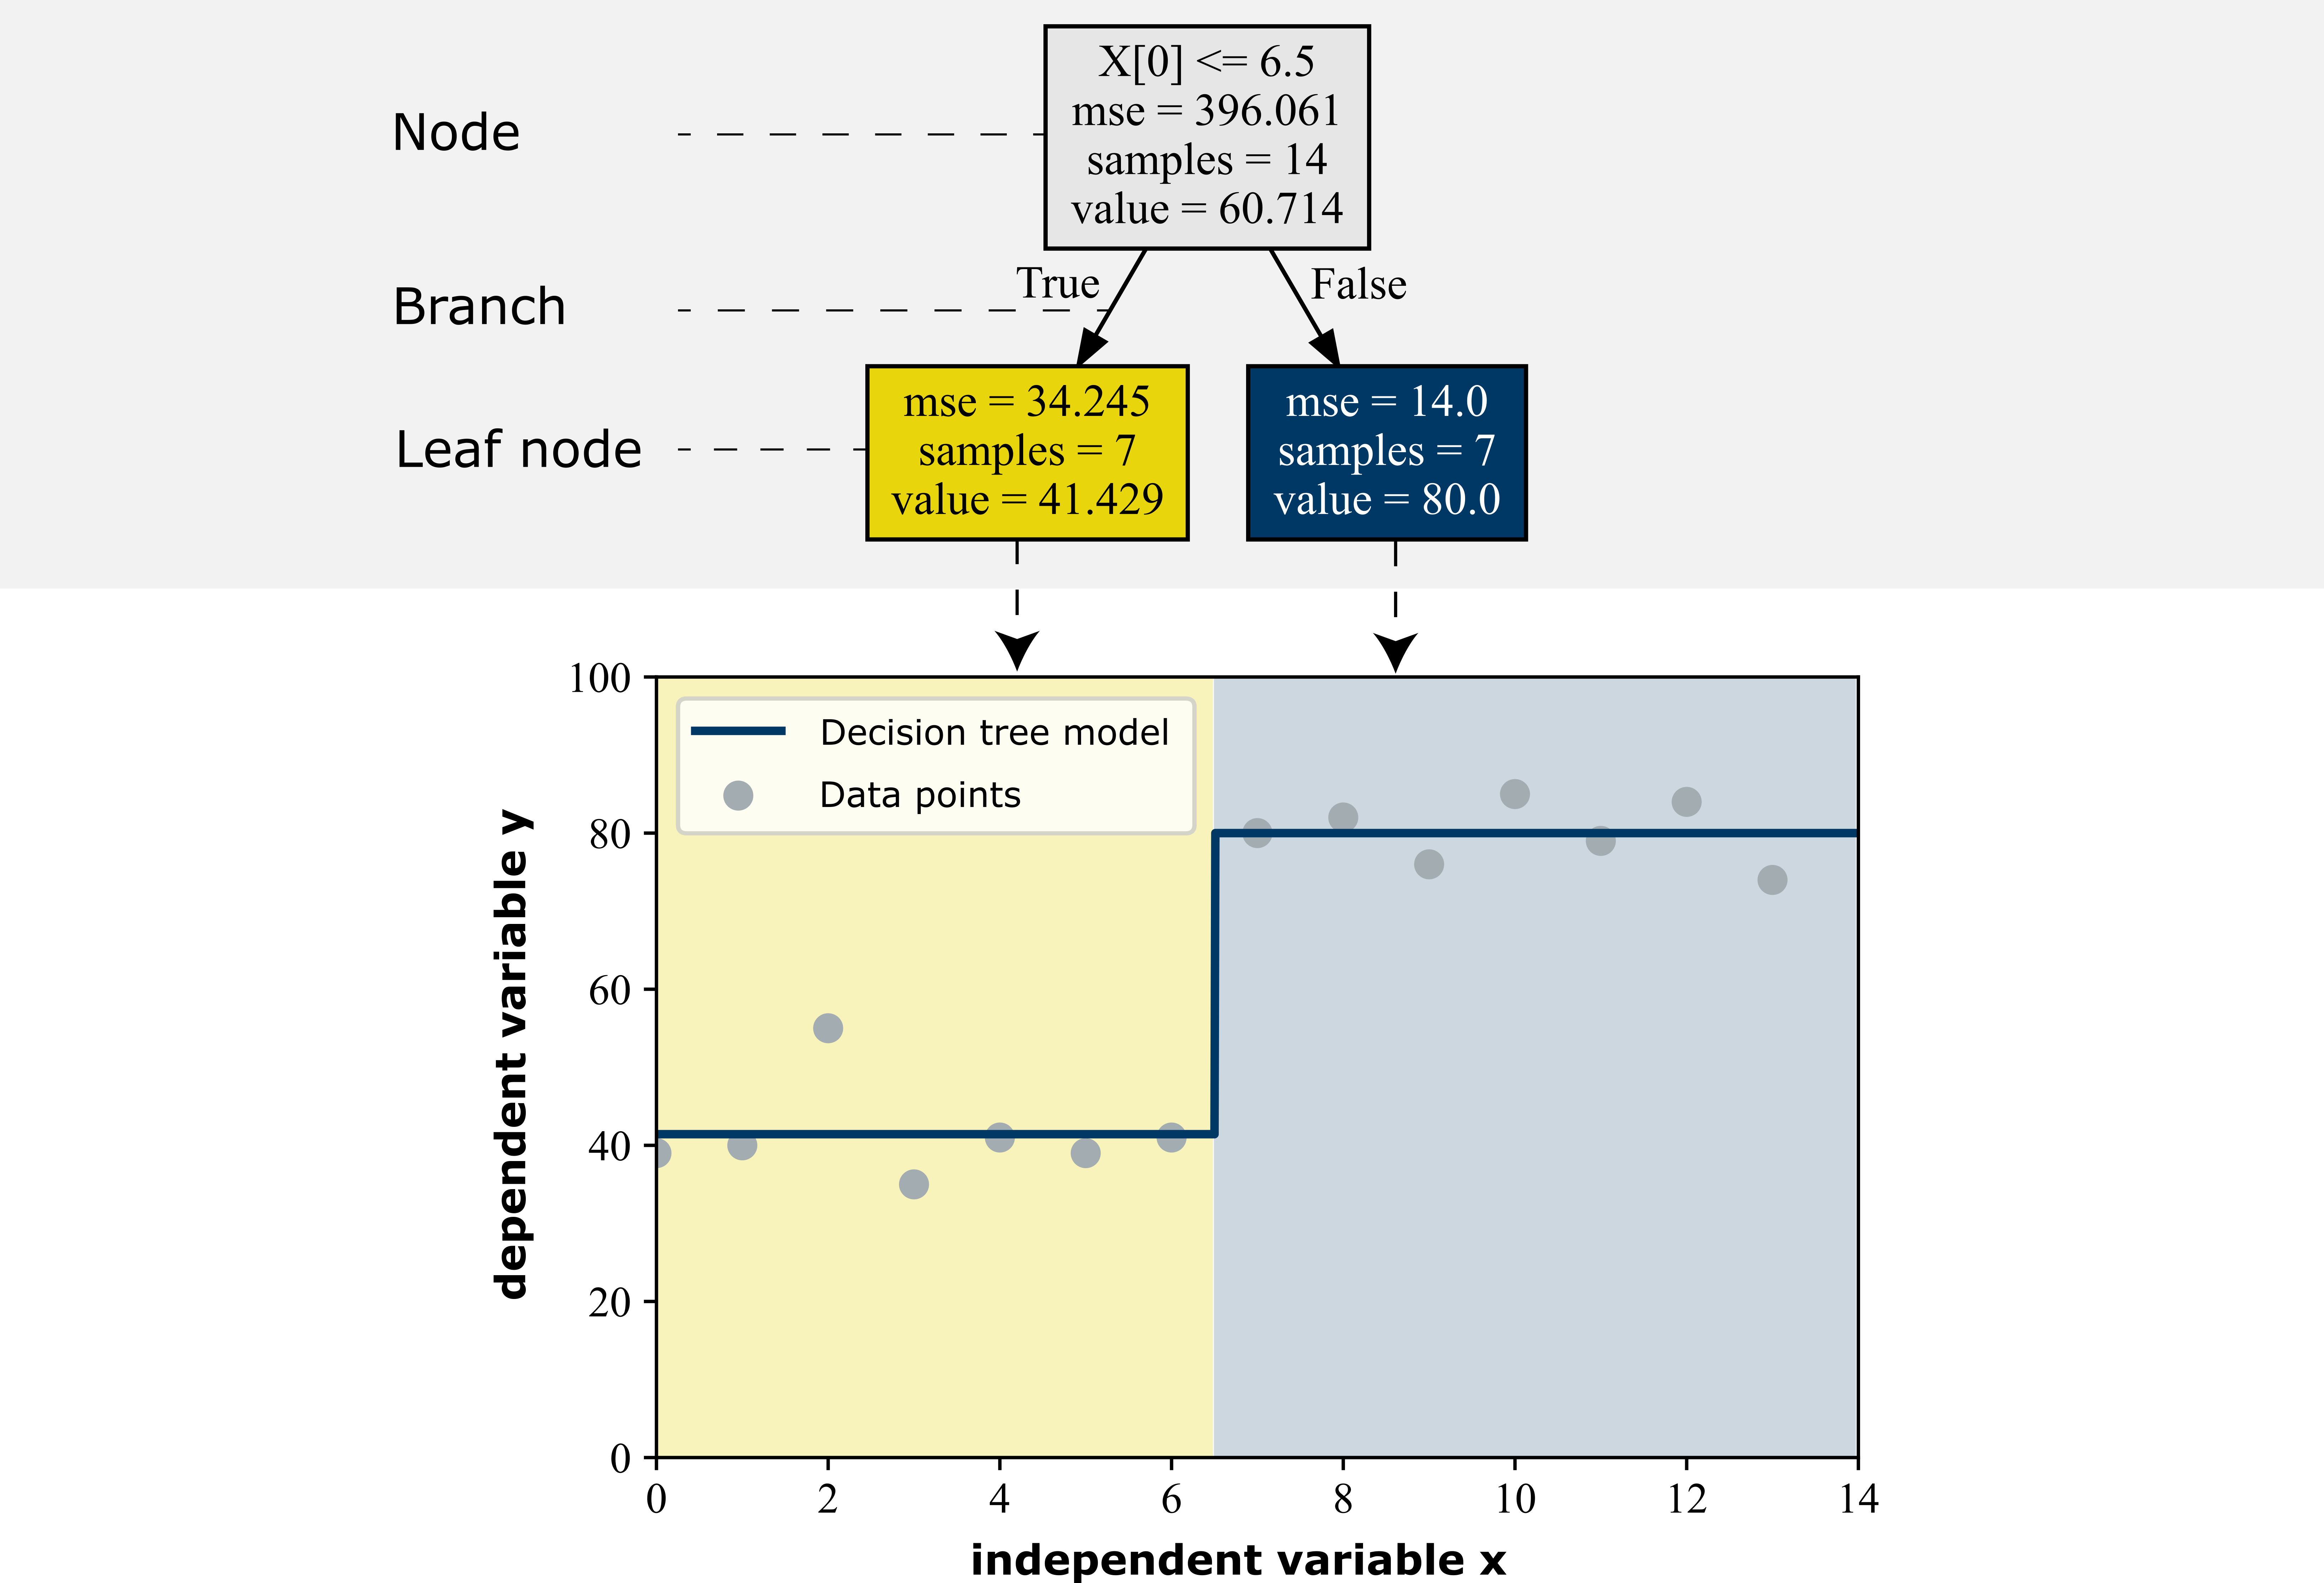 X[0] <= 6.5
mse = 396.061
samples = 14
value = 60.714
Node
True
False
Branch
mse = 34.245
samples = 7
value = 41.429
mse = 14.0
samples = 7
value = 80.0
Leaf node
Decision tree model
Data points
100
80
60
40
20
0
dependent variable y
0 2 4 6 8 10 12 14
independent variable x